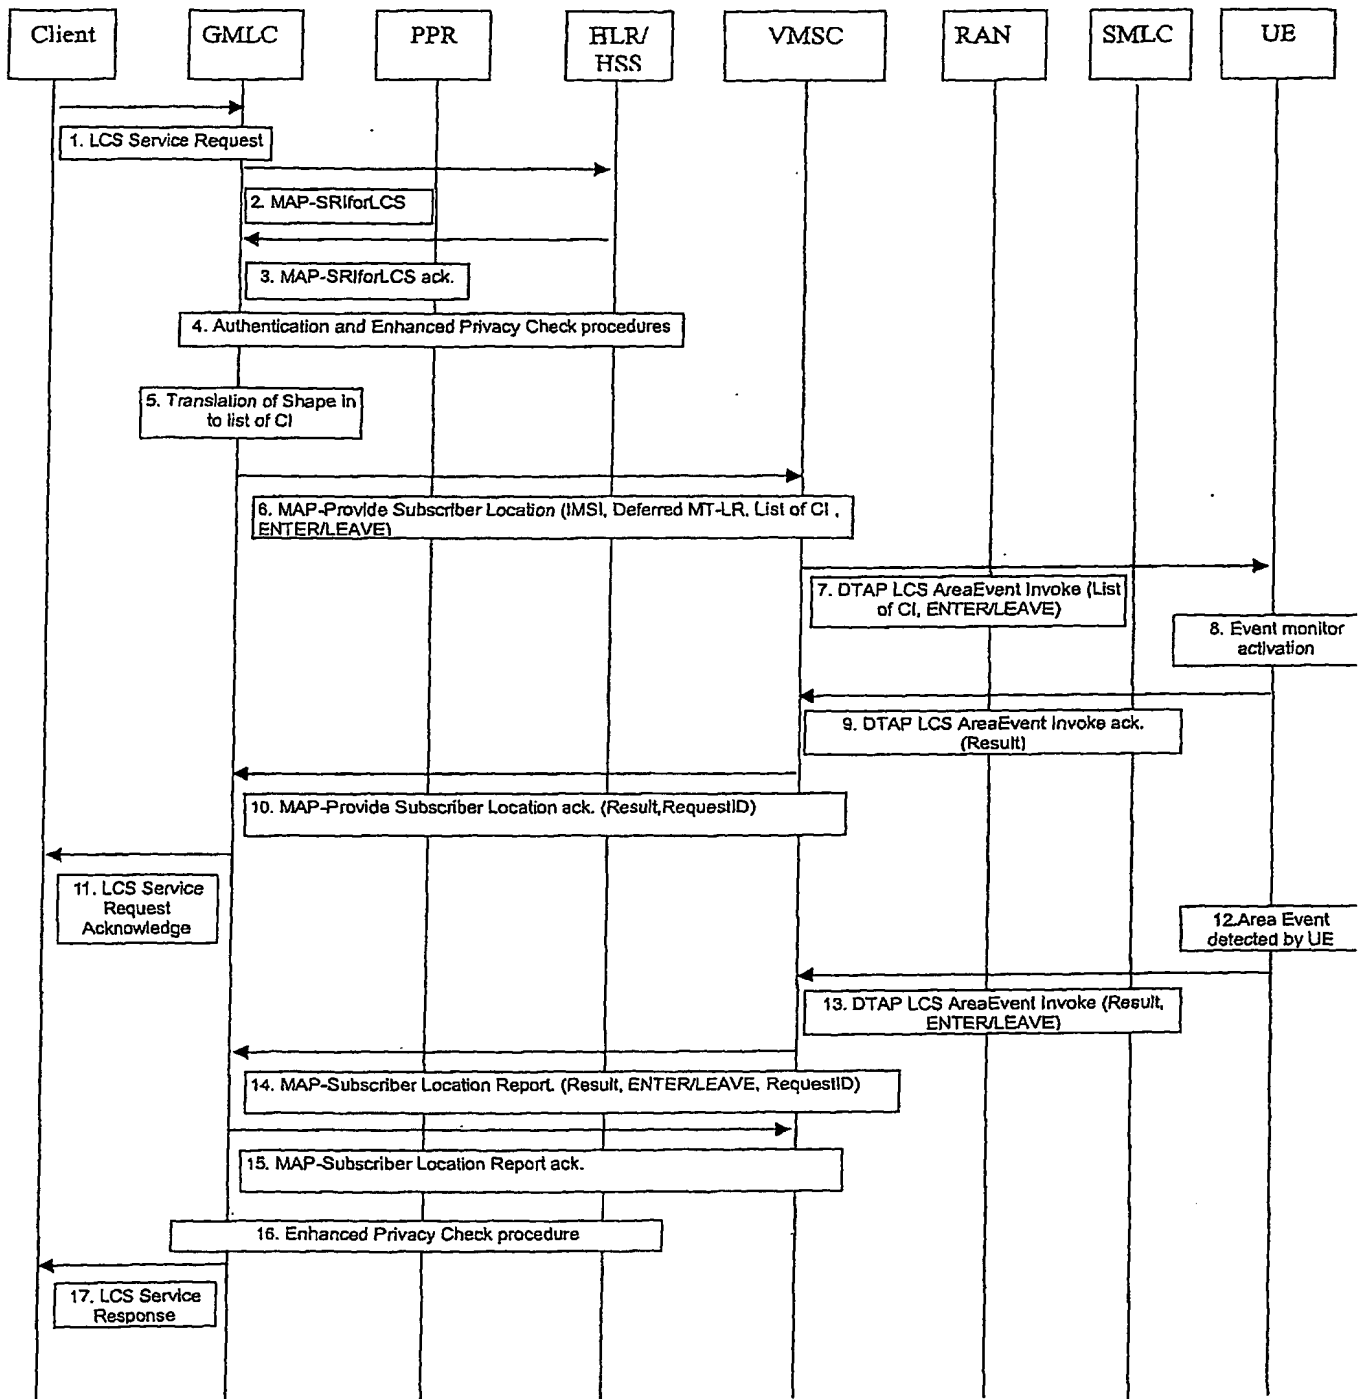 Client
GMLC
PPR
HLR/
HSS
VMSC
RAN
SMLC
UE
1. LCS Service Request
2. MAP-SRIforLCS
3. MAP-SRIforLCS ack.
4. Authentication and Enhanced Privacy Check procedures
5. Translation of Shape in
to list of CI
6. MAP-Provide Subscriber Location (IMSI, Deferred MT-LR, List of CI ,
ENTER/LEAVE)
7. DTAP LCS AreaEvent Invoke (List
of CI, ENTER/LEAVE)
8. Event monitor
activation
9. DTAP LCS AreaEvent Invoke ack.
(Result)
10. MAP-Provide Subscriber Location ack. (Result,RequestID)
11. LCS Service
Request
Acknowledge
12.Area Event
detected by UE
13. DTAP LCS AreaEvent Invoke (Result,
ENTER/LEAVE)
14. MAP-Subscriber Location Report. (Result, ENTER/LEAVE, RequestID)
15. MAP-Subscriber Location Report ack.
16. Enhanced Privacy Check procedure
17. LCS Service
Response